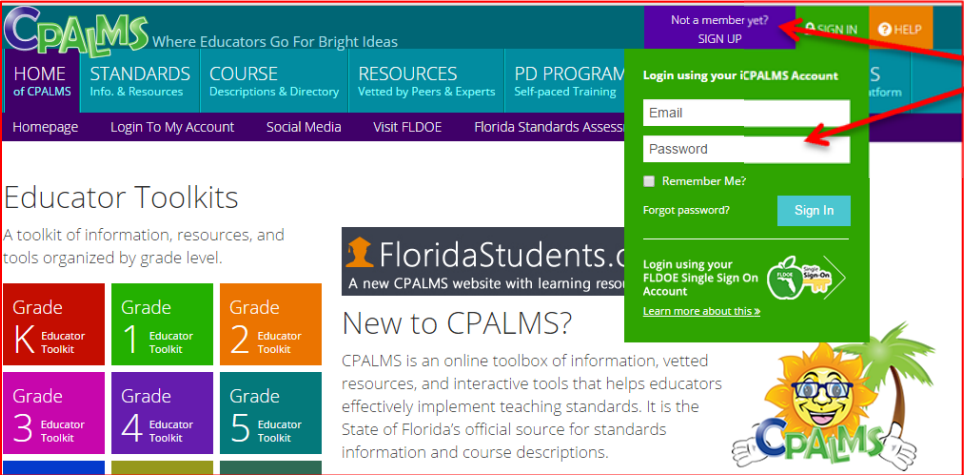 CPALMS Where Educators Go For Bright Ideas
Not a member yet?
SIGN UP
SIGN IN
HELP
HOME
of CPALMS
STANDARDS
Info. & Resources
COURSE
Descriptions & Directory
RESOURCES
Vetted by Peers & Experts
PD PROGRAM
Self-paced Training
Homepage
Login To My Account
Social Media
Visit FLDOE
Florida Standards Assess
Login using your iCPALMS Account
Email
Password
Remember Me?
Forgot password?
Sign In
Login using your
FLDOE Single Sign On
Account
FLDOE
Single
Sign-On
Learn more about this »
Educator Toolkits
A toolkit of information, resources, and
tools organized by grade level.
Grade
K Educator
Toolkit
Grade
1 Educator
Toolkit
Grade
2 Educator
Toolkit
Grade
3 Educator
Toolkit
Grade
4 Educator
Toolkit
Grade
5 Educator
Toolkit
FloridaStudents.
A new CPALMS website with learning
New to CPALMS?
CPALMS is an online toolbox of information, vetted
resources, and interactive tools that helps educators
effectively implement teaching standards. It is the
State of Florida's official source for standards
information and course descriptions.
CPALMS